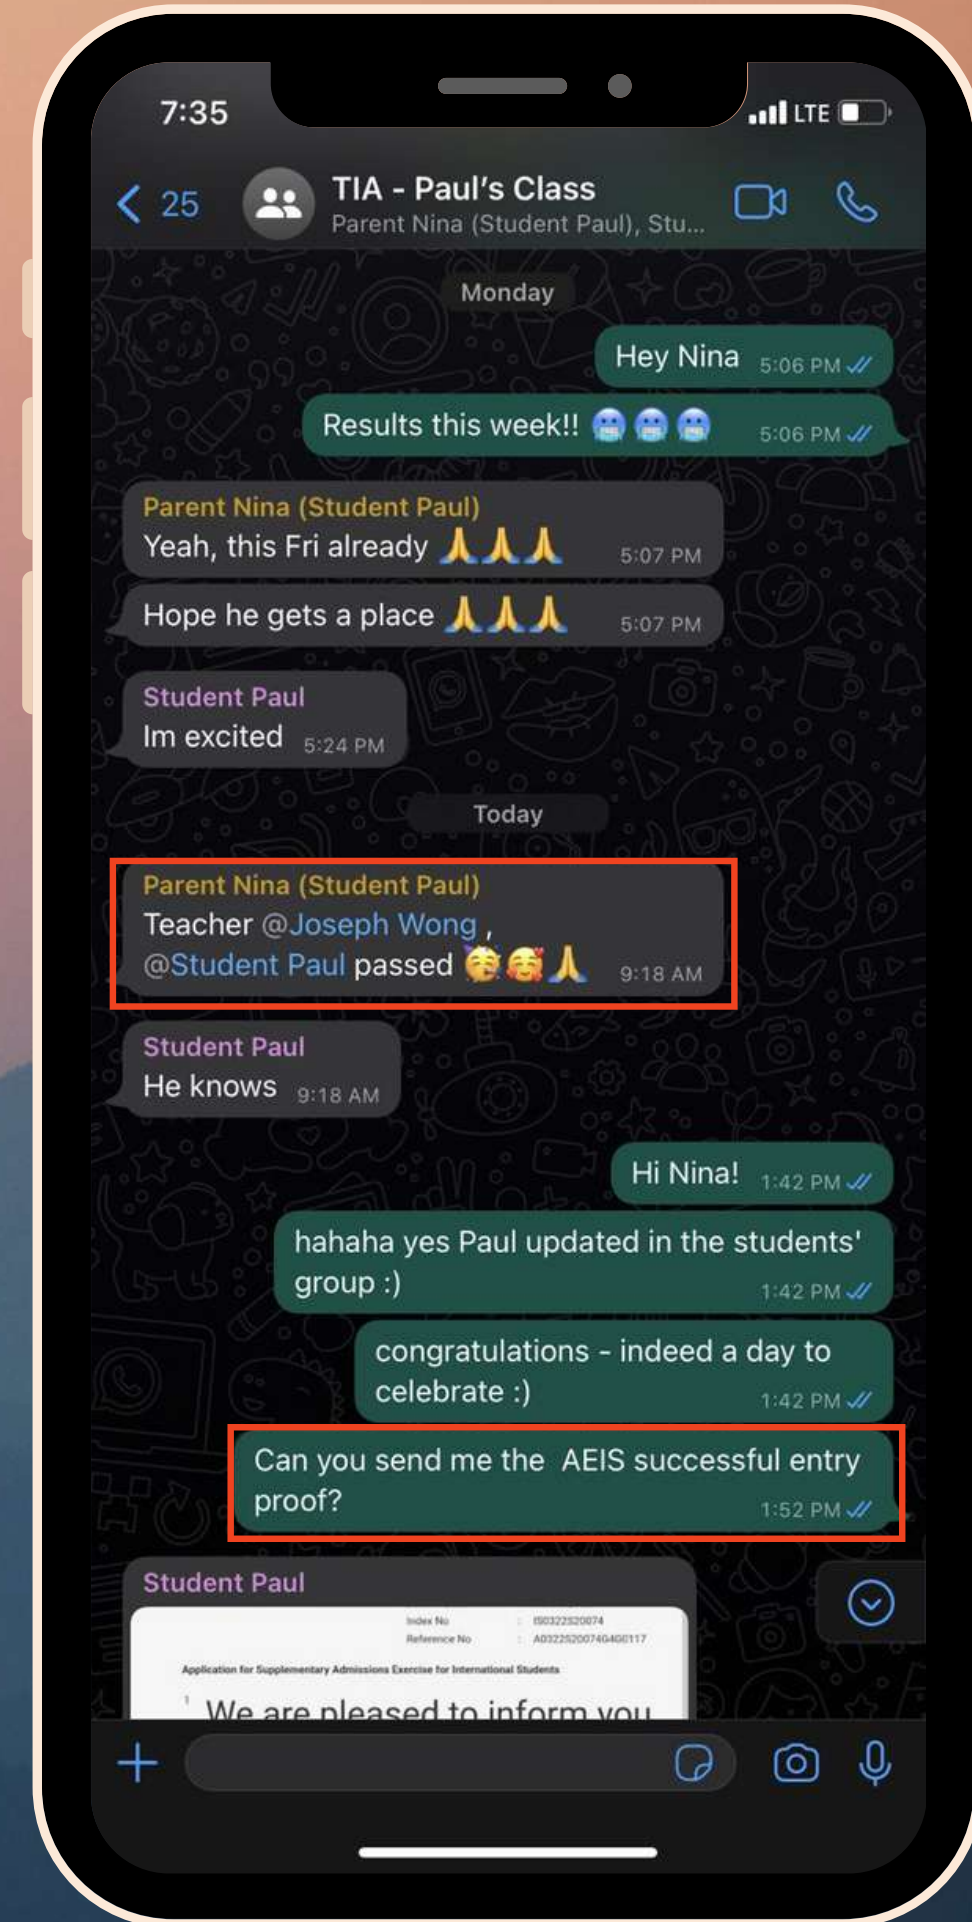 7:35
LTE
25
TIA - Paul's Class
Parent Nina (Student Paul), Stu...
Monday
Hey Nina 5:06 PM
Results this week!! 🥶🥶🥶 5:06 PM
Parent Nina (Student Paul)
Yeah, this Fri already 🙏🙏🙏 5:07 PM
Hope he gets a place 🙏🙏🙏 5:07 PM
Student Paul
Im excited 5:24 PM
Today
Parent Nina (Student Paul)
Teacher @Joseph Wong ,
@Student Paul passed 🥳🥰🙏 9:18 AM
Student Paul
He knows 9:18 AM
Hi Nina! 1:42 PM
hahaha yes Paul updated in the students'
group :) 1:42 PM
congratulations - indeed a day to
celebrate :) 1:42 PM
Can you send me the AEIS successful entry
proof? 1:52 PM
Student Paul
Index No : IS0322S20074
Reference No : A0322S20074G4G0117
Application for Supplementary Admissions Exercise for International Students
1 We are pleased to inform you